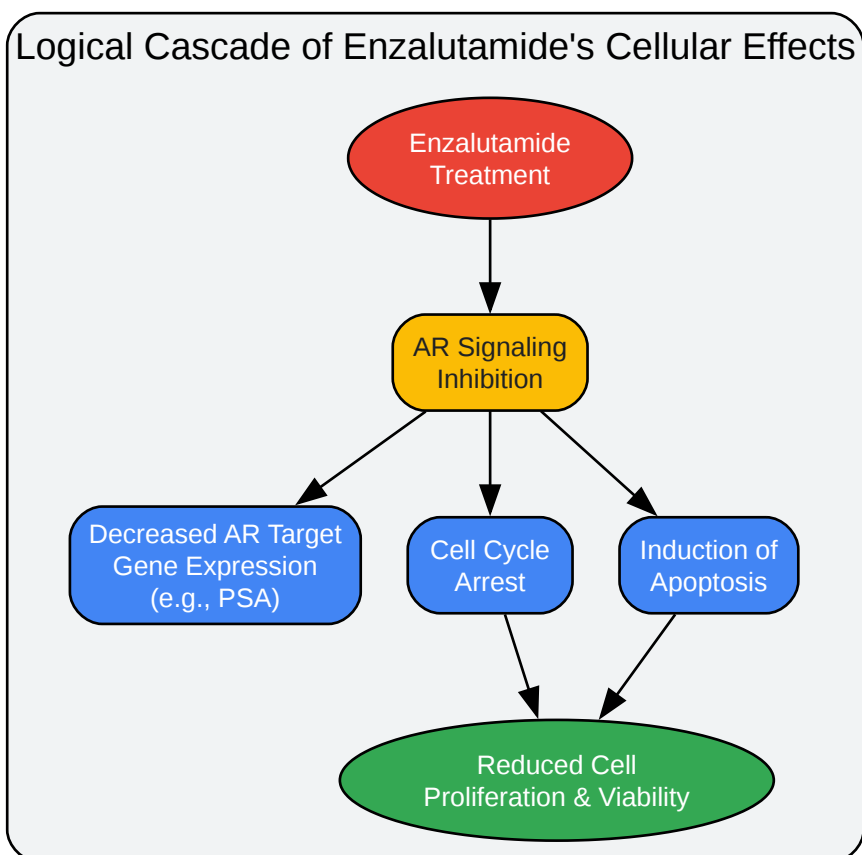 Logical Cascade of Enzalutamide's Cellular Effects
Enzalutamide
Treatment
AR Signaling
Inhibition
Decreased AR Target
Gene Expression
(e.g., PSA)
Cell Cycle
Arrest
Induction of
Apoptosis
Reduced Cell
Proliferation & Viability